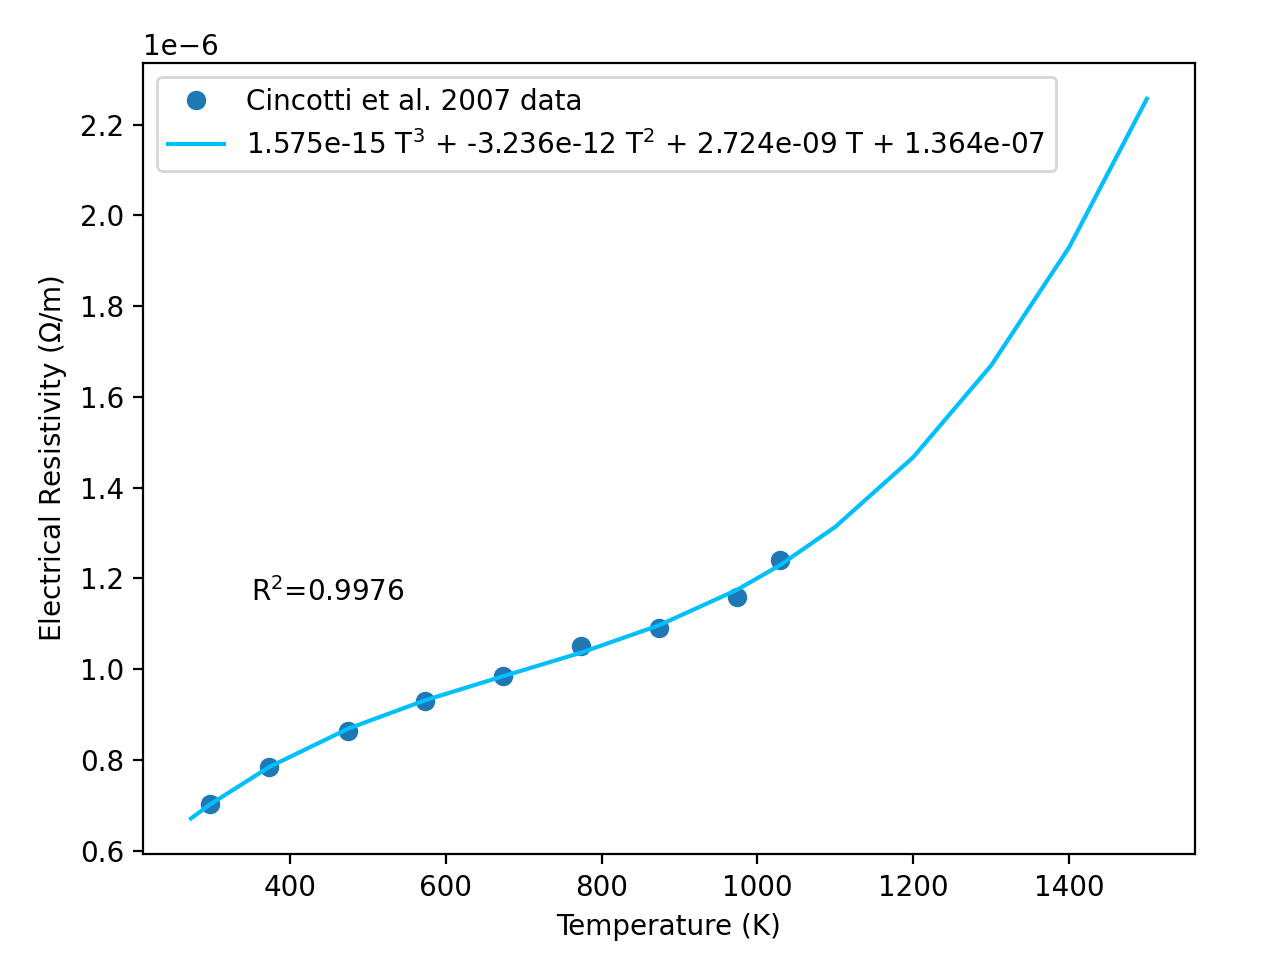 1e−6
Cincotti et al. 2007 data
1.575e-15 T³ + -3.236e-12 T² + 2.724e-09 T + 1.364e-07
2.2
2.0
1.8
1.6
1.4
1.2
1.0
0.8
0.6
Electrical Resistivity (Ω/m)
R²=0.9976
400 600 800 1000 1200 1400
Temperature (K)